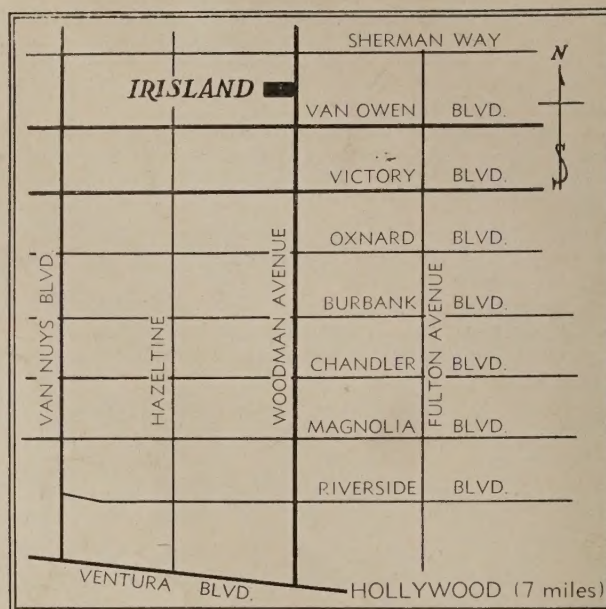 SHERMAN WAY
N
IRISLAND
VAN OWEN BLVD.
S
VICTORY BLVD.
OXNARD BLVD.
BURBANK BLVD.
CHANDLER BLVD.
MAGNOLIA BLVD.
RIVERSIDE BLVD.
VAN NUYS BLVD.
HAZELTINE
WOODMAN AVENUE
FULTON AVENUE
VENTURA BLVD.
HOLLYWOOD (7 miles)